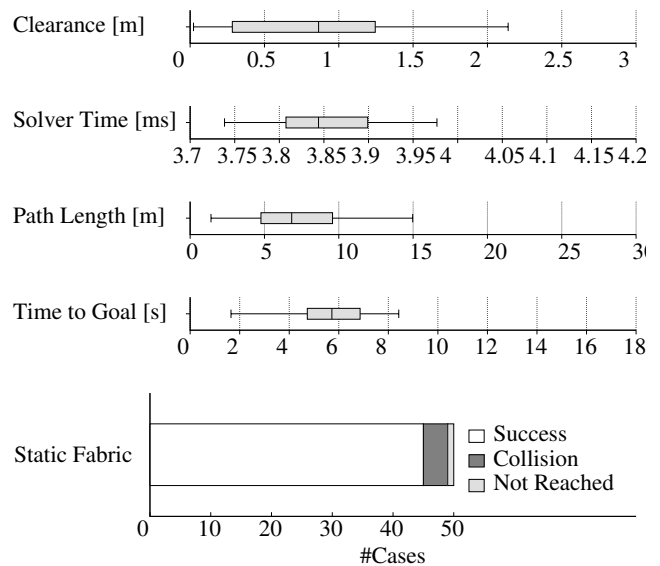 Clearance [m]
0 0.5 1 1.5 2 2.5 3
Solver Time [ms]
3.7 3.75 3.8 3.85 3.9 3.95 4 4.05 4.1 4.15 4.2
Path Length [m]
0 5 10 15 20 25 30
Time to Goal [s]
0 2 4 6 8 10 12 14 16 18
Static Fabric
Success
Collision
Not Reached
0 10 20 30 40 50
#Cases